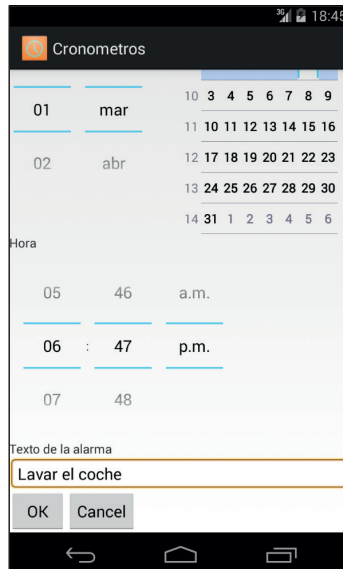 3G 18:45
Cronometros
10 3 4 5 6 7 8 9
01 mar
11 10 11 12 13 14 15 16
02 abr
12 17 18 19 20 21 22 23
13 24 25 26 27 28 29 30
14 31 1 2 3 4 5 6
Hora
05 46 a.m.
06 : 47 p.m.
07 48
Texto de la alarma
Lavar el coche
OK Cancel